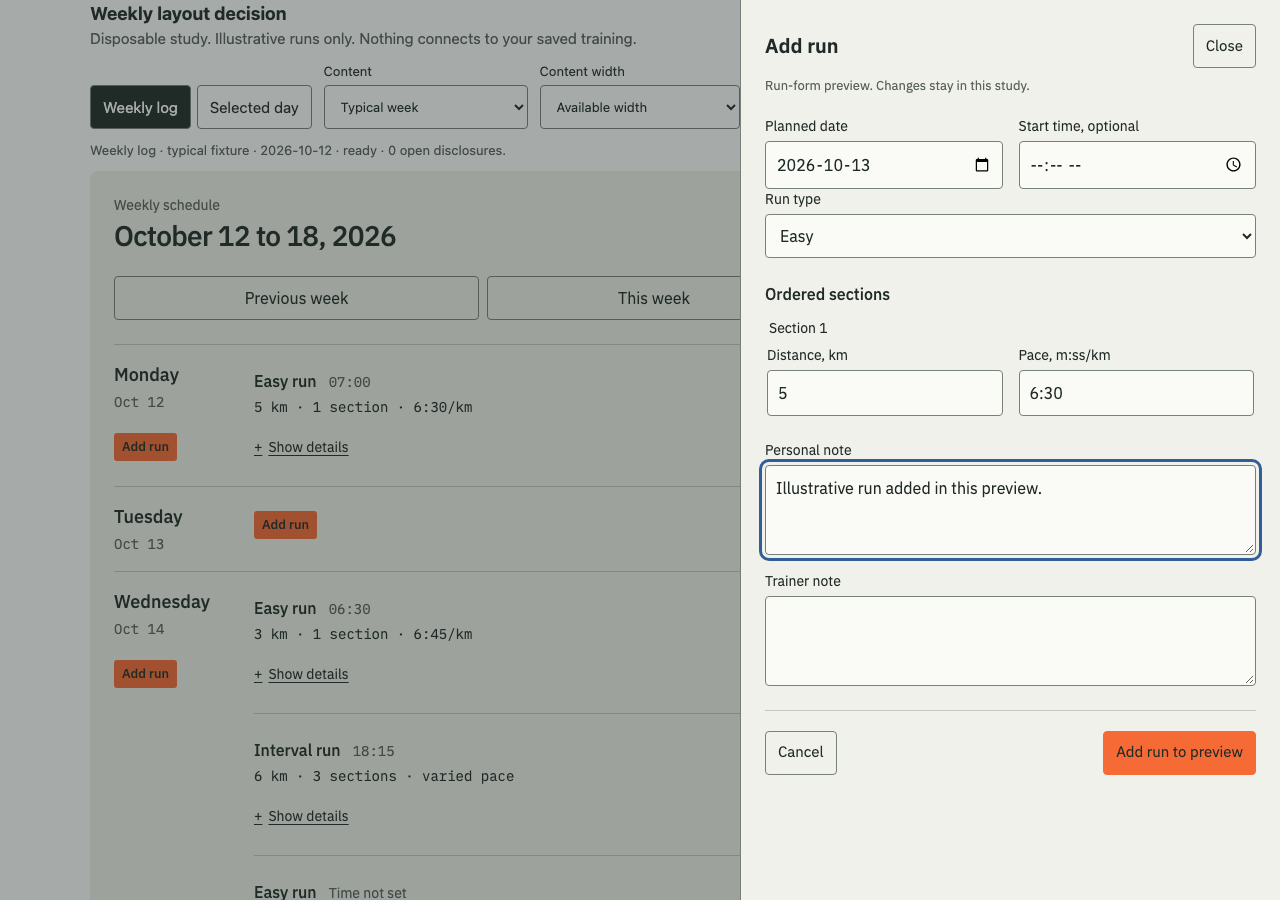 Weekly layout decision
Disposable study. Illustrative runs only. Nothing connects to your saved training.
Content
Content width
Weekly log
Selected day
Typical week
Available width
Weekly log · typical fixture · 2026-10-12 · ready · 0 open disclosures.
Weekly schedule
October 12 to 18, 2026
Previous week
This week
Monday
Oct 12
Add run
Easy run 07:00
5 km · 1 section · 6:30/km
+ Show details
Tuesday
Oct 13
Add run
Wednesday
Oct 14
Add run
Easy run 06:30
3 km · 1 section · 6:45/km
+ Show details
Interval run 18:15
6 km · 3 sections · varied pace
+ Show details
Easy run Time not set
Add run
Close
Run-form preview. Changes stay in this study.
Planned date
Start time, optional
2026-10-13
--:-- --
Run type
Easy
Ordered sections
Section 1
Distance, km
Pace, m:ss/km
5
6:30
Personal note
Illustrative run added in this preview.
Trainer note
Cancel
Add run to preview